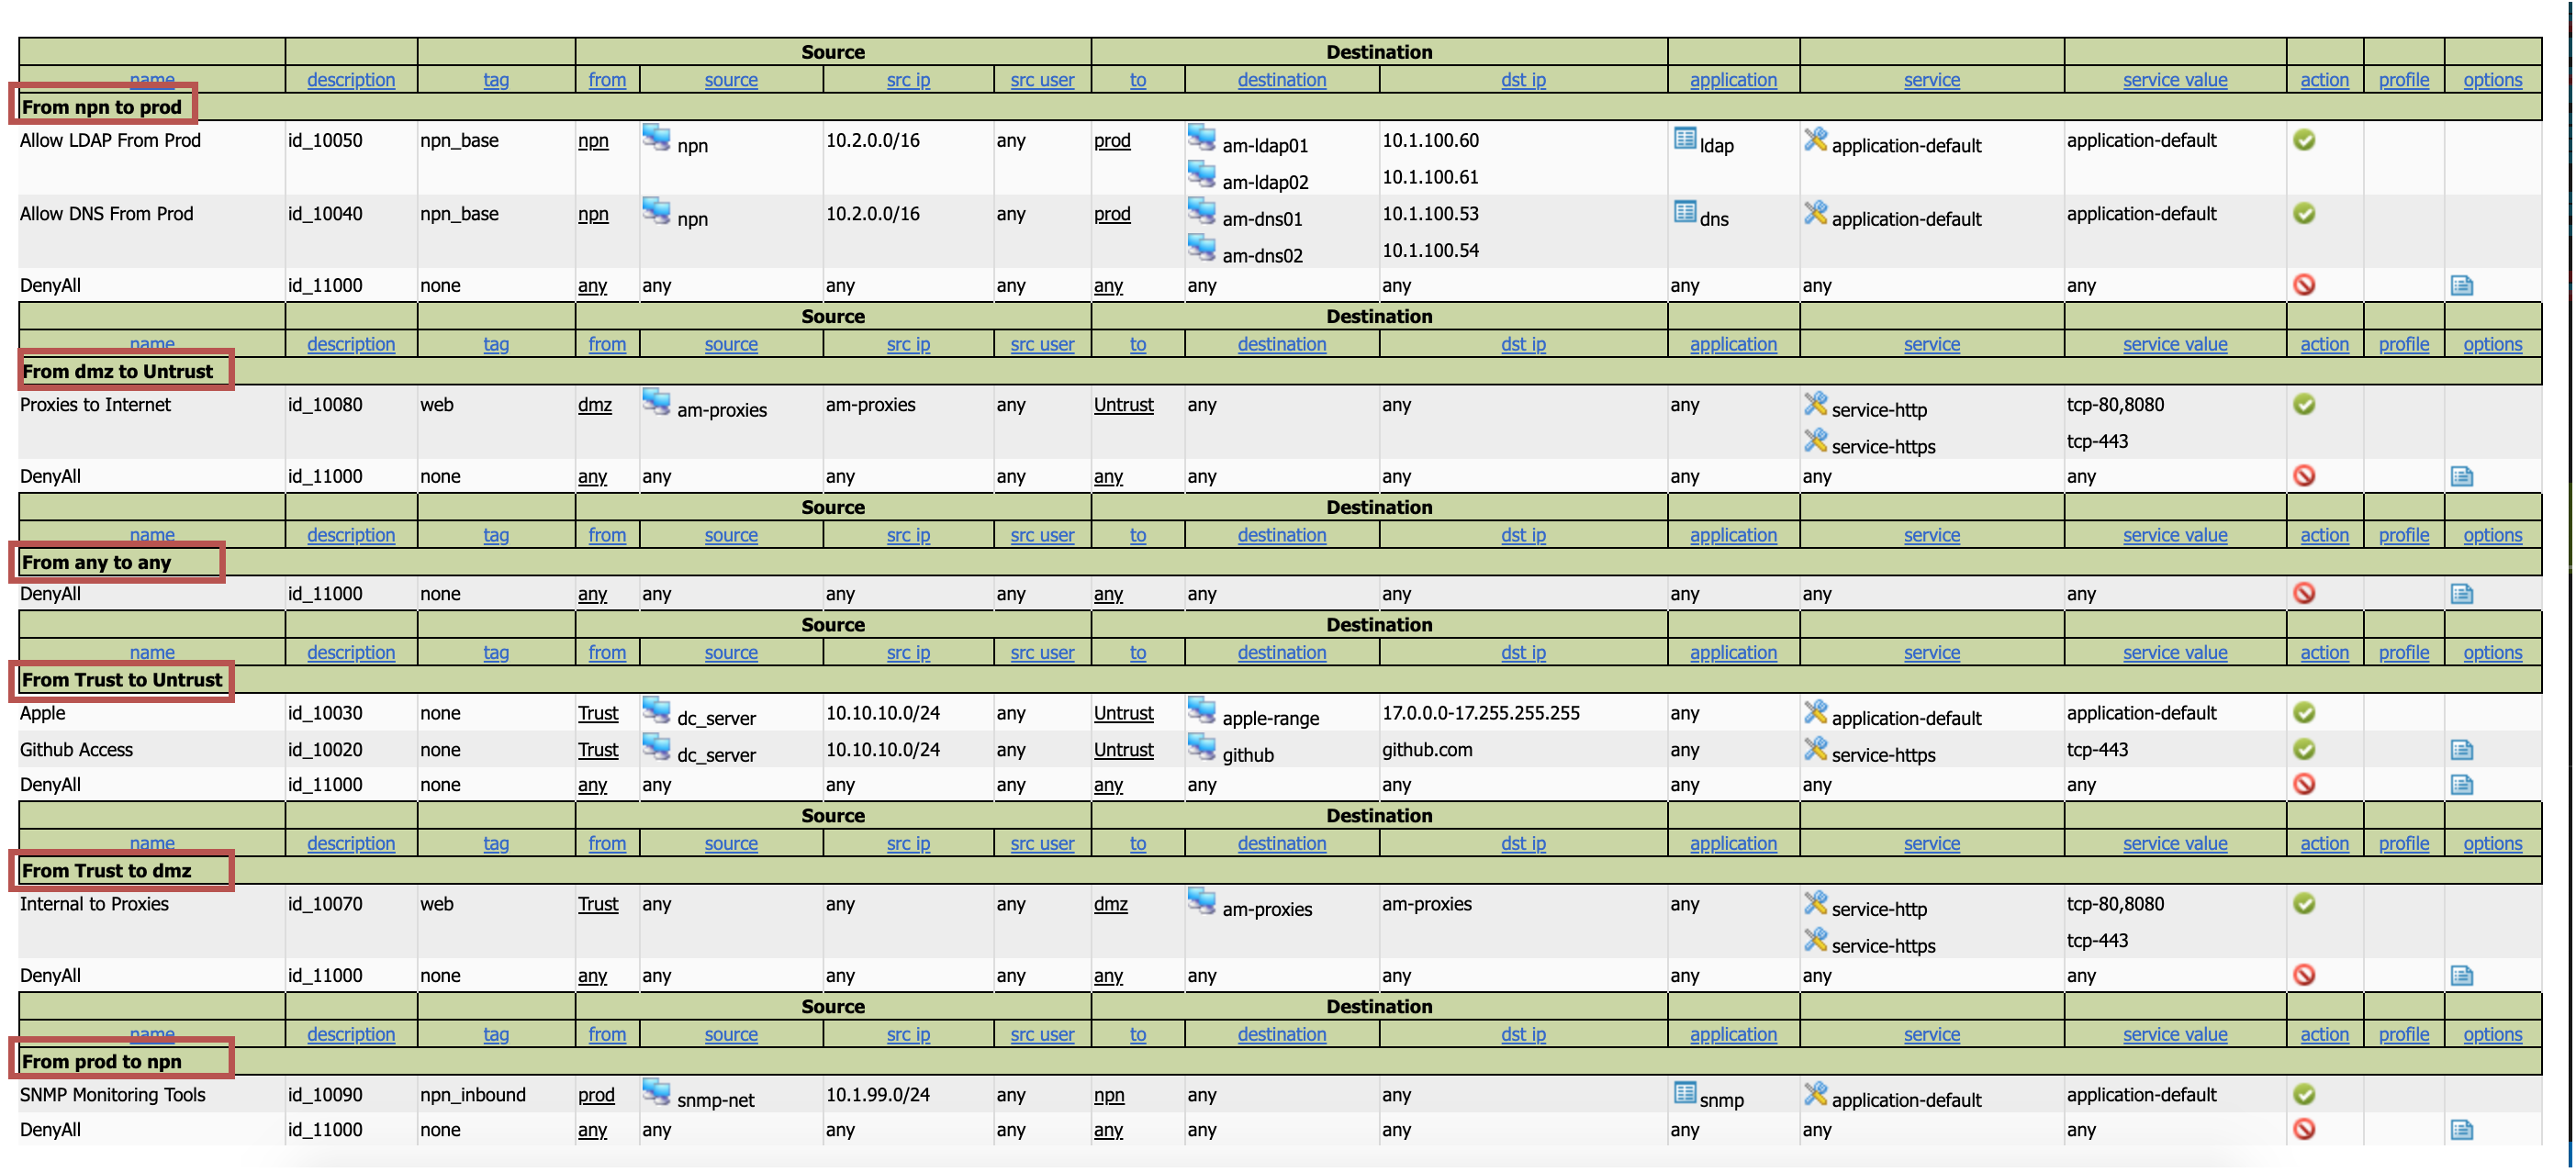 Source Destination
name description tag from source src ip src user to destination dst ip application service service value action profile options
From npn to prod
Allow LDAP From Prod id_10050 npn_base npn npn 10.2.0.0/16 any prod am-ldap01 10.1.100.60 ldap application-default application-default
am-ldap02 10.1.100.61
Allow DNS From Prod id_10040 npn_base npn npn 10.2.0.0/16 any prod am-dns01 10.1.100.53 dns application-default application-default
am-dns02 10.1.100.54
DenyAll id_11000 none any any any any any any any any any any
Source Destination
name description tag from source src ip src user to destination dst ip application service service value action profile options
From dmz to Untrust
Proxies to Internet id_10080 web dmz am-proxies am-proxies any Untrust any any any service-http tcp-80,8080
service-https tcp-443
DenyAll id_11000 none any any any any any any any any any any
Source Destination
name description tag from source src ip src user to destination dst ip application service service value action profile options
From any to any
DenyAll id_11000 none any any any any any any any any any any
Source Destination
name description tag from source src ip src user to destination dst ip application service service value action profile options
From Trust to Untrust
Apple id_10030 none Trust dc_server 10.10.10.0/24 any Untrust apple-range 17.0.0.0-17.255.255.255 any application-default application-default
Github Access id_10020 none Trust dc_server 10.10.10.0/24 any Untrust github github.com any service-https tcp-443
DenyAll id_11000 none any any any any any any any any any any
Source Destination
name description tag from source src ip src user to destination dst ip application service service value action profile options
From Trust to dmz
Internal to Proxies id_10070 web Trust any any any dmz am-proxies am-proxies any service-http tcp-80,8080
service-https tcp-443
DenyAll id_11000 none any any any any any any any any any any
Source Destination
name description tag from source src ip src user to destination dst ip application service service value action profile options
From prod to npn
SNMP Monitoring Tools id_10090 npn_inbound prod snmp-net 10.1.99.0/24 any npn any any snmp application-default application-default
DenyAll id_11000 none any any any any any any any any any any